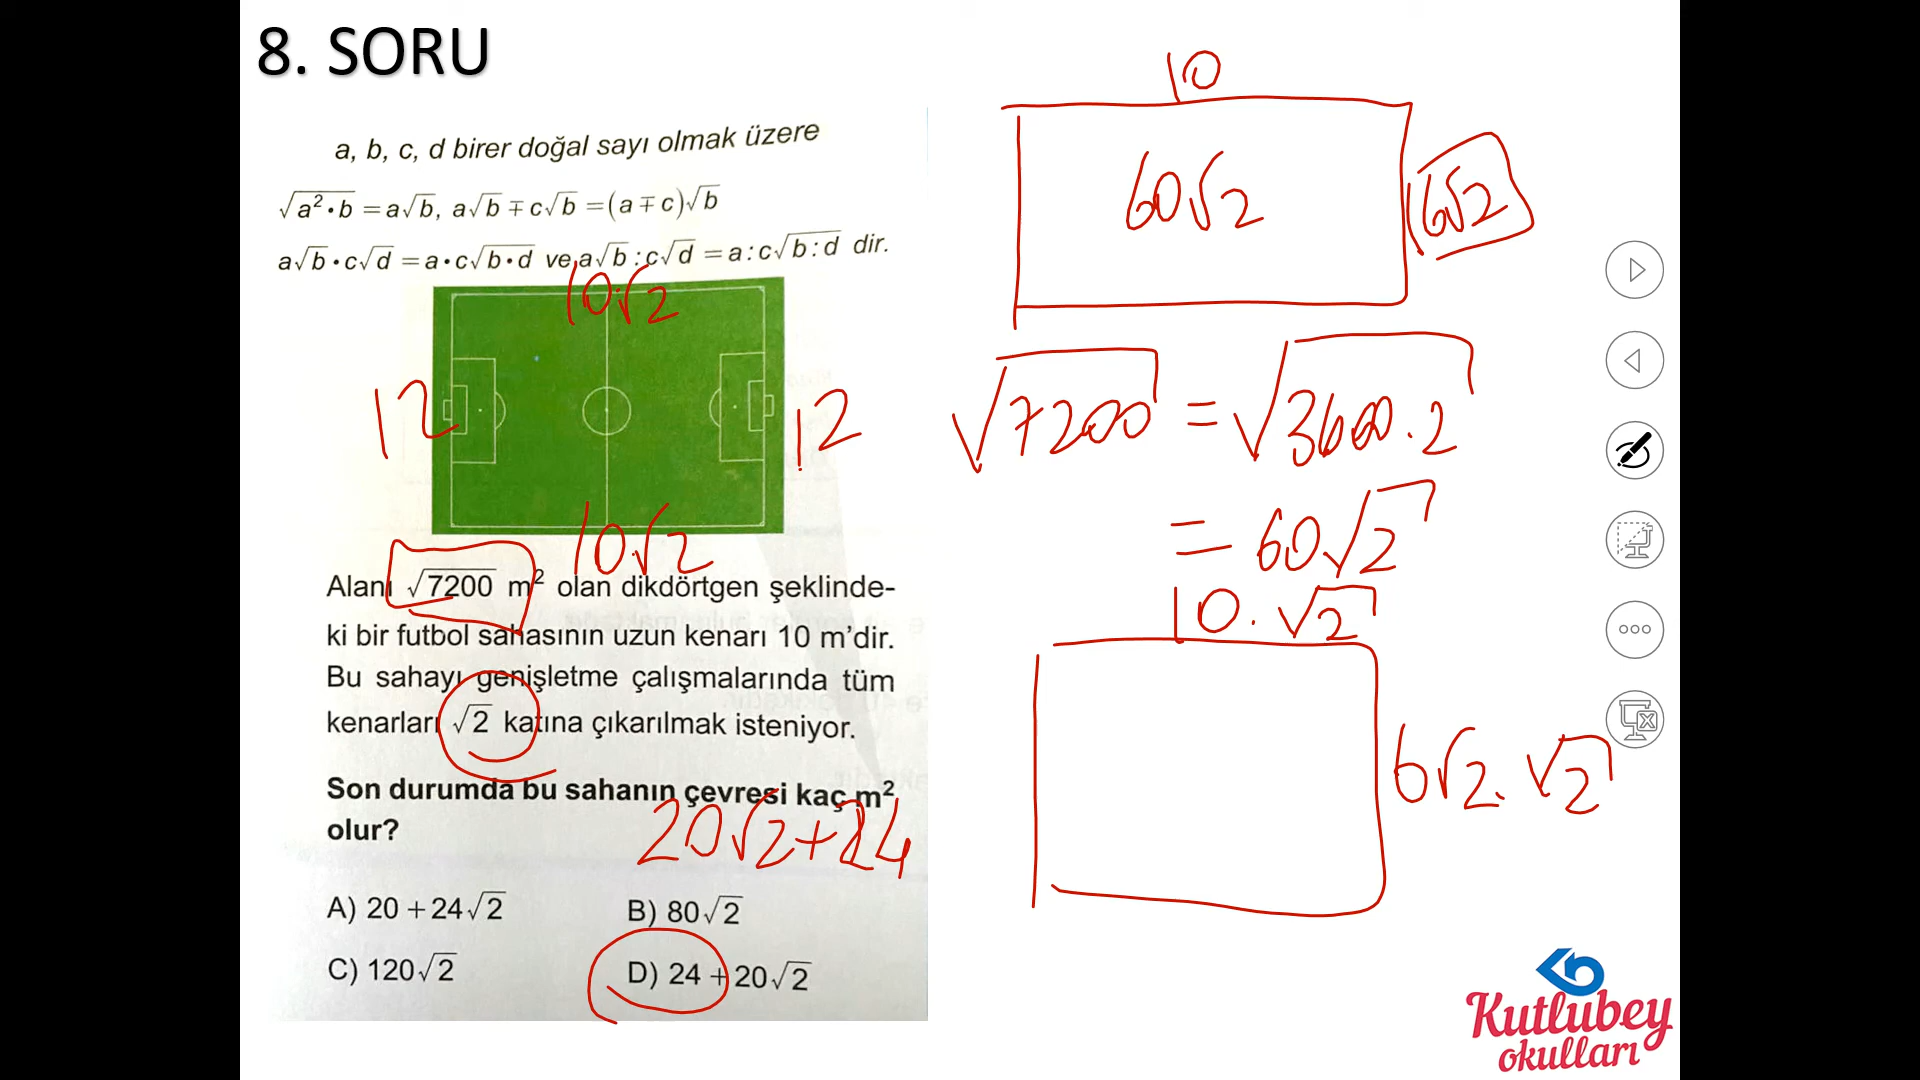 8. SORU
a, b, c, d birer doğal sayı olmak üzere
√a²•b = a√b, a√b ∓ c√b = (a ∓ c)√b
a√b • c√d = a•c√b•d ve a√b : c√d = a : c√b : d dir.
10√2
12
12
10√2
Alanı √7200 m² olan dikdörtgen şeklinde-
ki bir futbol sahasının uzun kenarı 10 m'dir.
Bu sahayı genişletme çalışmalarında tüm
kenarları √2 katına çıkarılmak isteniyor.
Son durumda bu sahanın çevresi kaç m²
olur?
20√2+24
A) 20 + 24√2
B) 80√2
C) 120√2
D) 24 + 20√2
10
60√2
6√2
√7200 = √3600.2
= 60√2
10.√2
6√2.√2
Kutlubey
okulları